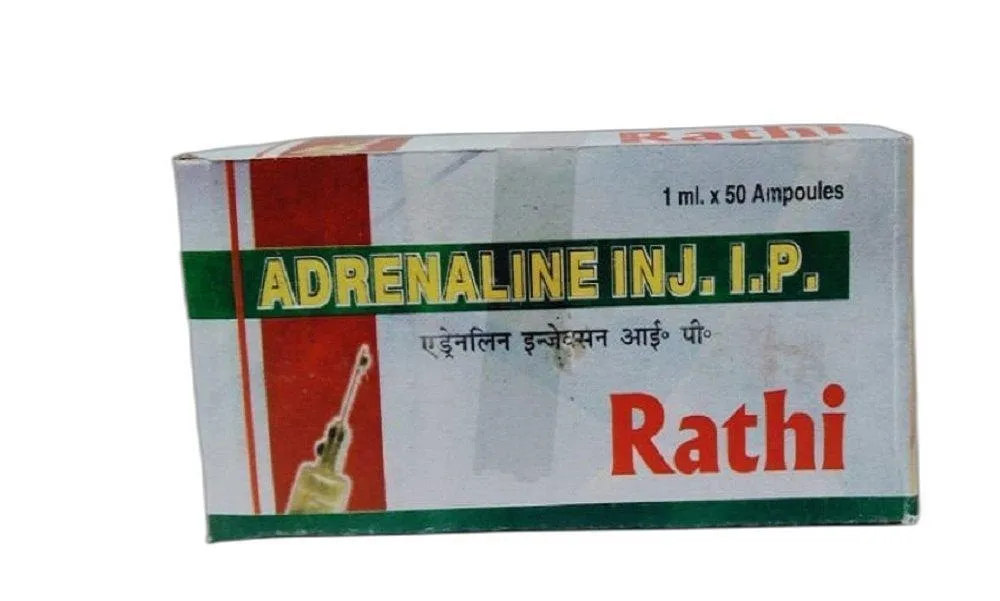 Rathi
1 ml. x 50 Ampoules
ADRENALINE INJ. I.P.
एड्रेनलिन इन्जेक्सन आई॰ पी॰
Rathi